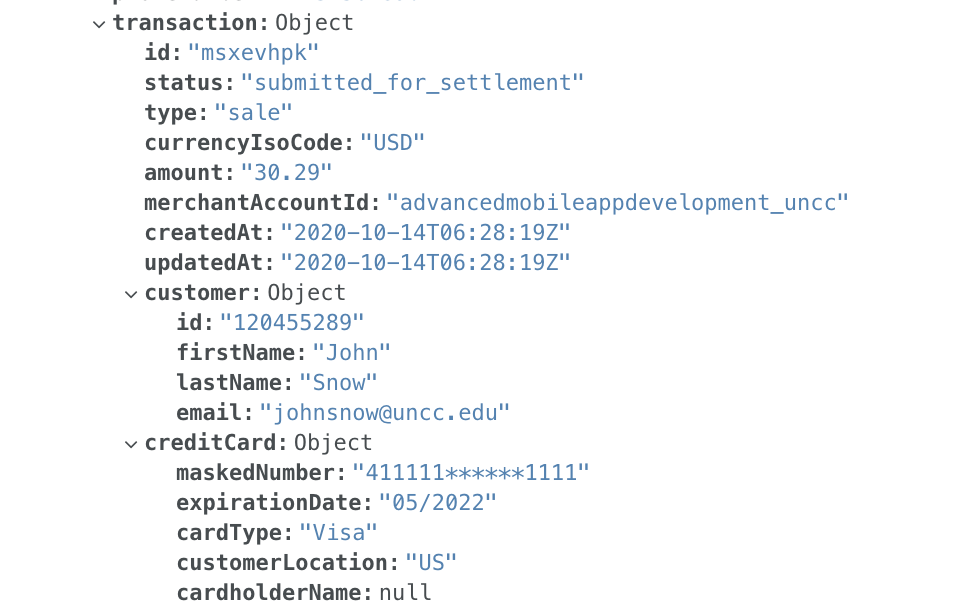 transaction: Object
id: "msxevhpk"
status: "submitted_for_settlement"
type: "sale"
currencyIsoCode: "USD"
amount: "30.29"
merchantAccountId: "advancedmobileappdevelopment_uncc"
createdAt: "2020-10-14T06:28:19Z"
updatedAt: "2020-10-14T06:28:19Z"
customer: Object
id: "120455289"
firstName: "John"
lastName: "Snow"
email: "johnsnow@uncc.edu"
creditCard: Object
maskedNumber: "411111******1111"
expirationDate: "05/2022"
cardType: "Visa"
customerLocation: "US"
cardholderName: null